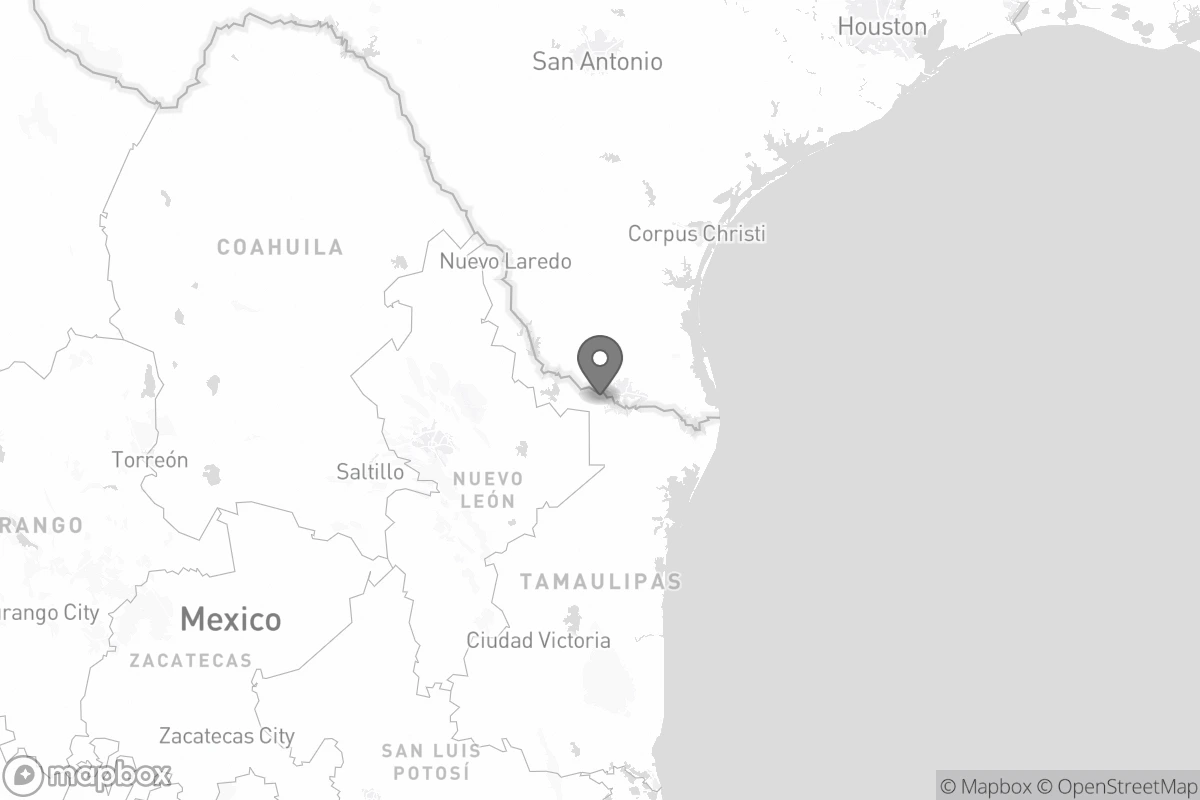 Houston
San Antonio
Corpus Christi
COAHUILA
Nuevo Laredo
Torreón
Saltillo
NUEVO
LEÓN
RANGO
TAMAULIPAS
urango City
Mexico
Ciudad Victoria
ZACATECAS
Zacatecas City
SAN LUIS
POTOSÍ
mapbox
© Mapbox © OpenStreetMap